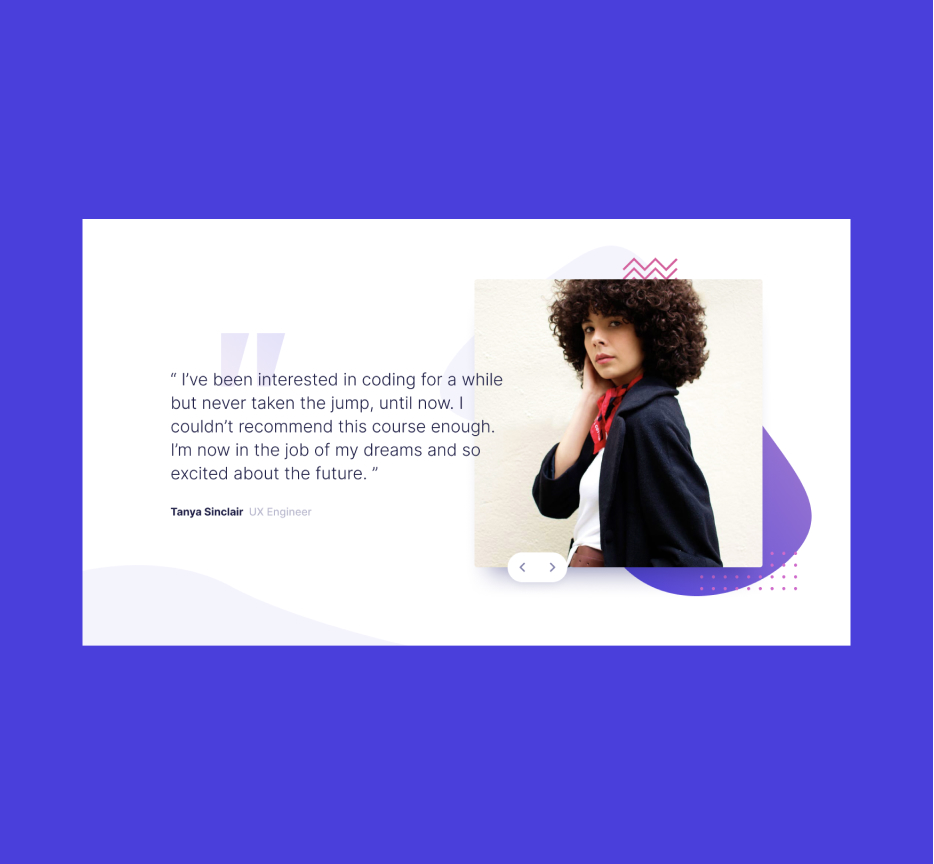 “ I’ve been interested in coding for a while
but never taken the jump, until now. I
couldn’t recommend this course enough.
I’m now in the job of my dreams and so
excited about the future. ”
Tanya Sinclair UX Engineer